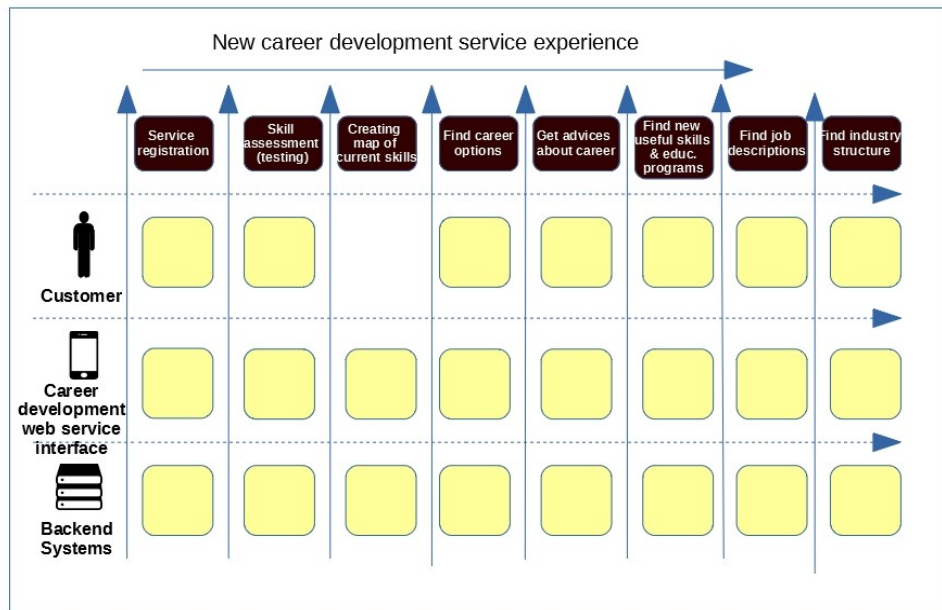 New career development service experience
Service
registration
Skill
assessment
(testing)
Creating
map of
current skills
Find career
options
Get advices
about career
Find new
useful skills
& educ.
programs
Find job
descriptions
Find industry
structure
Customer
Career
development
web service
interface
Backend
Systems